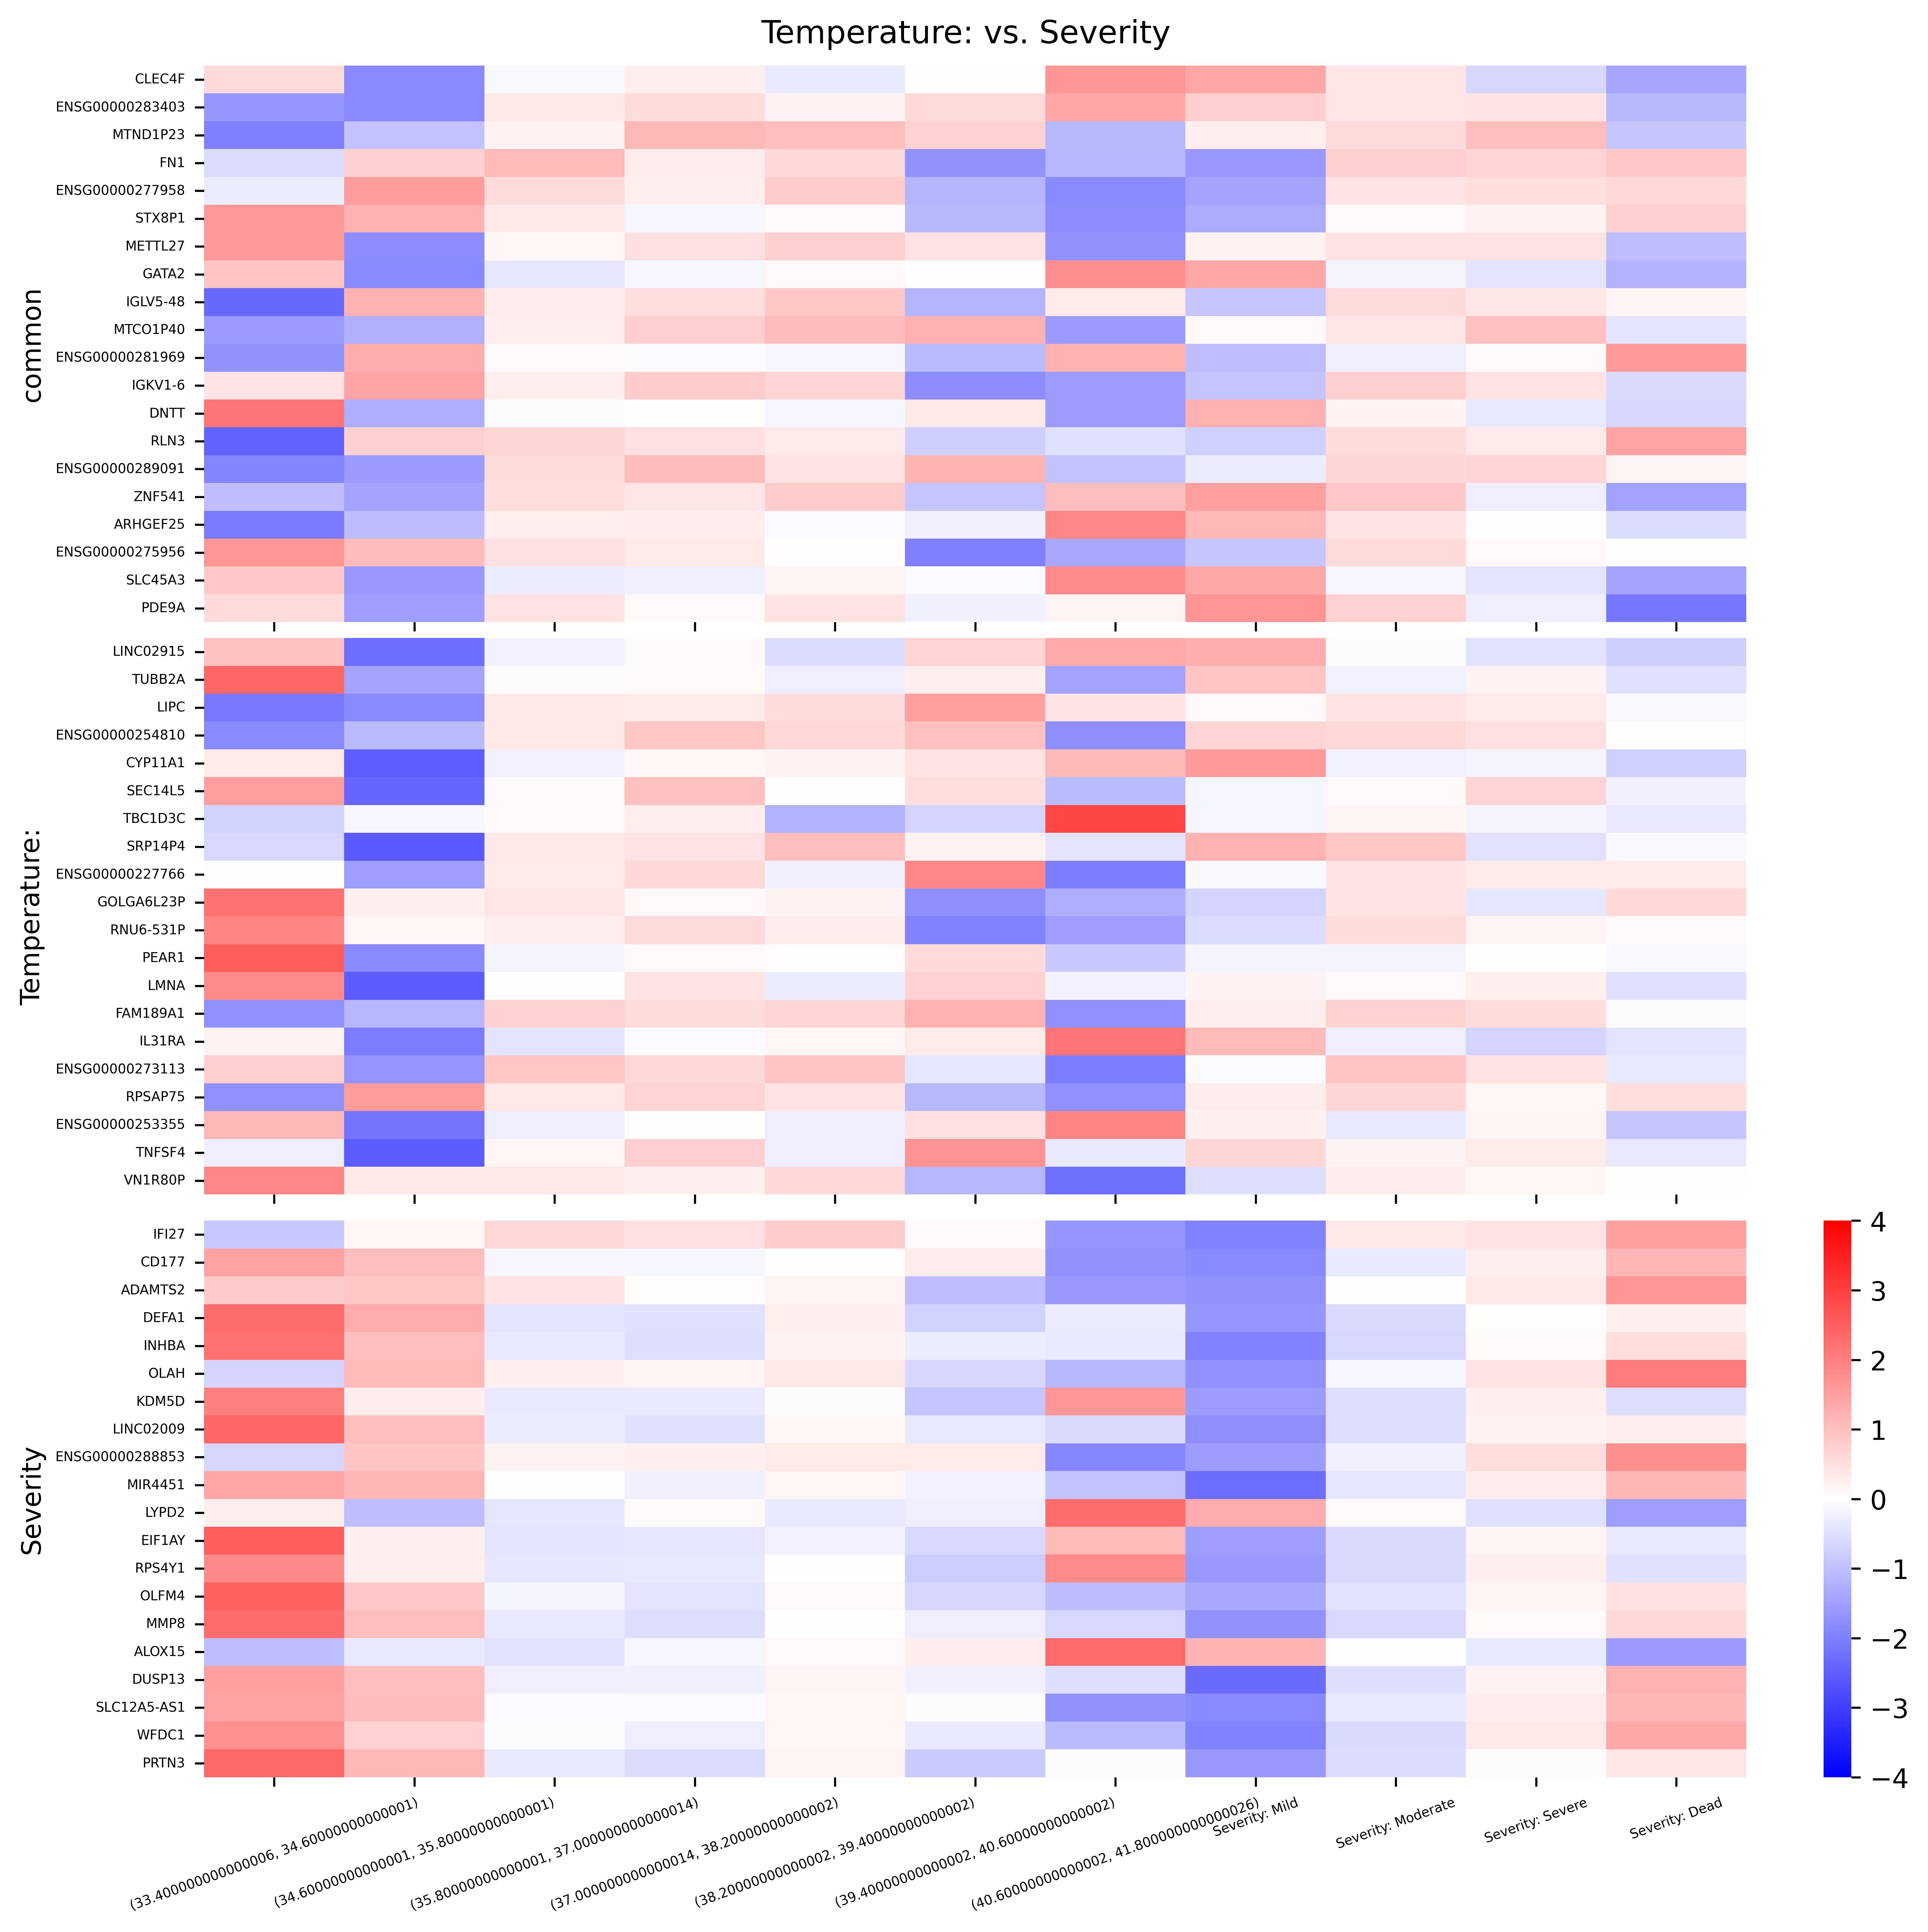 Temperature: vs. Severity
common
CLEC4F
ENSG00000283403
MTND1P23
FN1
ENSG00000277958
STX8P1
METTL27
GATA2
IGLV5-48
MTCO1P40
ENSG00000281969
IGKV1-6
DNTT
RLN3
ENSG00000289091
ZNF541
ARHGEF25
ENSG00000275956
SLC45A3
PDE9A
Temperature:
LINC02915
TUBB2A
LIPC
ENSG00000254810
CYP11A1
SEC14L5
TBC1D3C
SRP14P4
ENSG00000227766
GOLGA6L23P
RNU6-531P
PEAR1
LMNA
FAM189A1
IL31RA
ENSG00000273113
RPSAP75
ENSG00000253355
TNFSF4
VN1R80P
Severity
IFI27
CD177
ADAMTS2
DEFA1
INHBA
OLAH
KDM5D
LINC02009
ENSG00000288853
MIR4451
LYPD2
EIF1AY
RPS4Y1
OLFM4
MMP8
ALOX15
DUSP13
SLC12A5-AS1
WFDC1
PRTN3
4
3
2
1
0
−1
−2
−3
−4
(33.400000000000006, 34.60000000000001)
(34.60000000000001, 35.80000000000001)
(35.80000000000001, 37.000000000000014)
(37.000000000000014, 38.20000000000002)
(38.20000000000002, 39.40000000000002)
(39.40000000000002, 40.60000000000002)
(40.60000000000002, 41.800000000000026)
Severity: Mild
Severity: Moderate
Severity: Severe
Severity: Dead